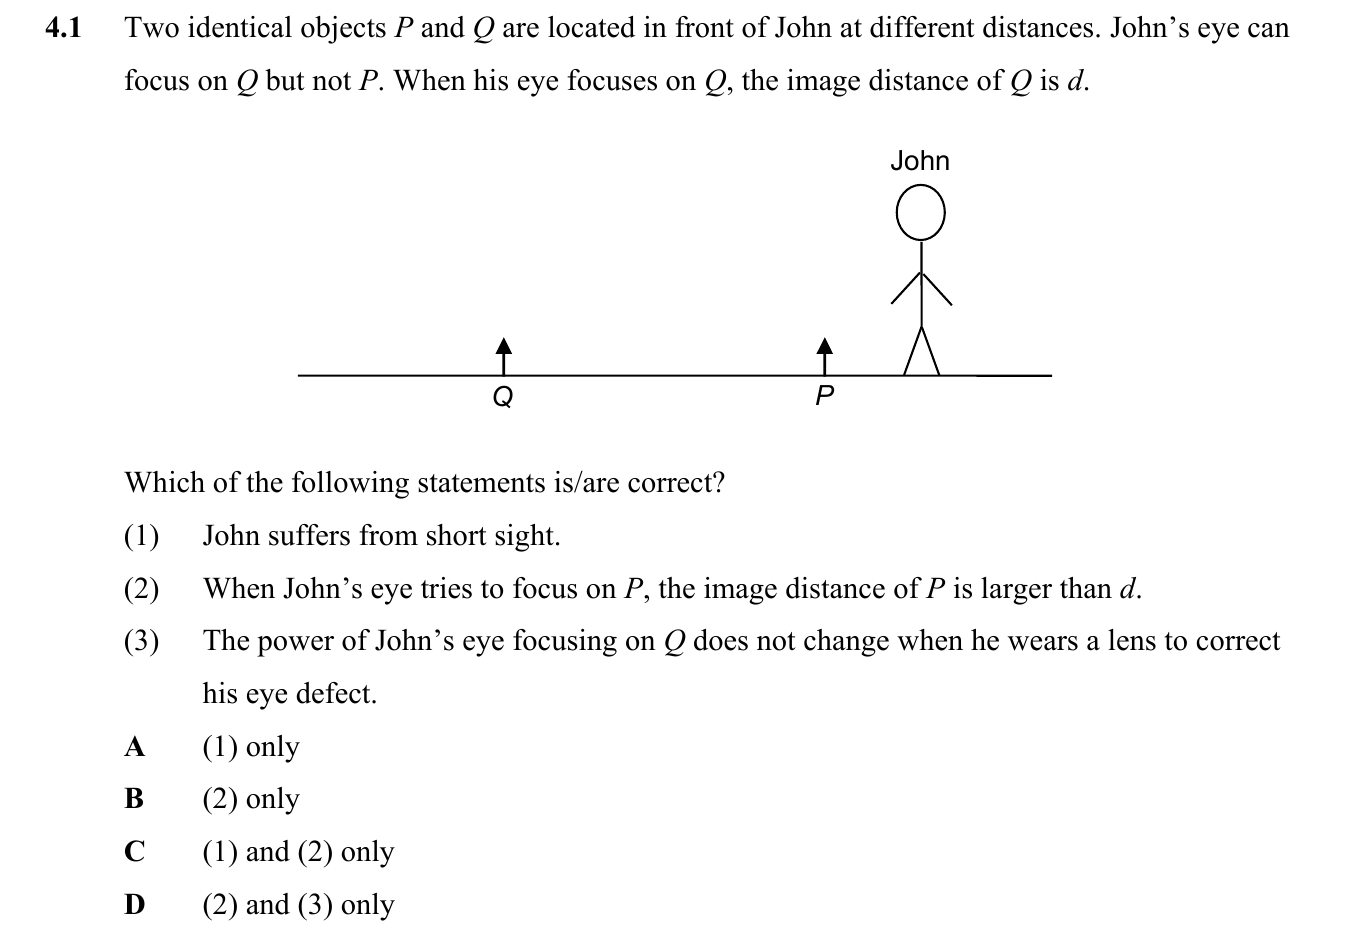 4.1 Two identical objects P and Q are located in front of John at different distances. John’s eye can
focus on Q but not P. When his eye focuses on Q, the image distance of Q is d.
John
Q P
Which of the following statements is/are correct?
(1) John suffers from short sight.
(2) When John’s eye tries to focus on P, the image distance of P is larger than d.
(3) The power of John’s eye focusing on Q does not change when he wears a lens to correct
his eye defect.
A (1) only
B (2) only
C (1) and (2) only
D (2) and (3) only